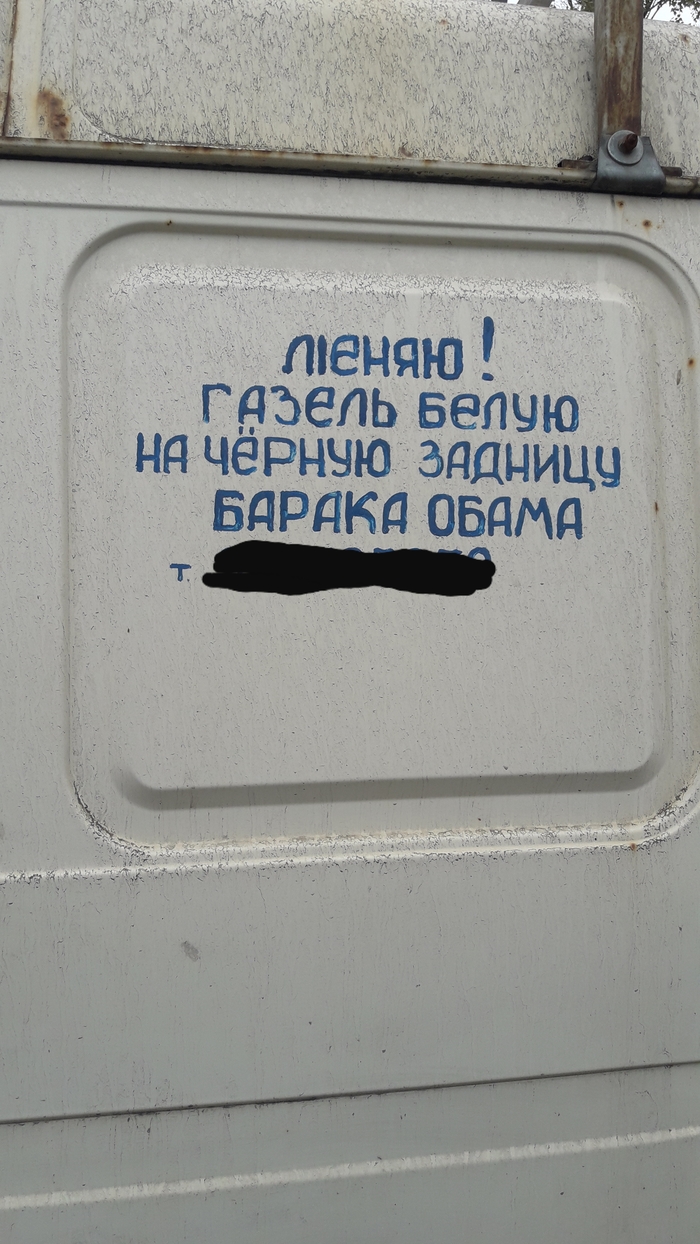 МЕНЯЮ!
ГАЗЕЛЬ БЕЛУЮ
НА ЧЁРНУЮ ЗАДНИЦУ
БАРАКА ОБАМА
Т.